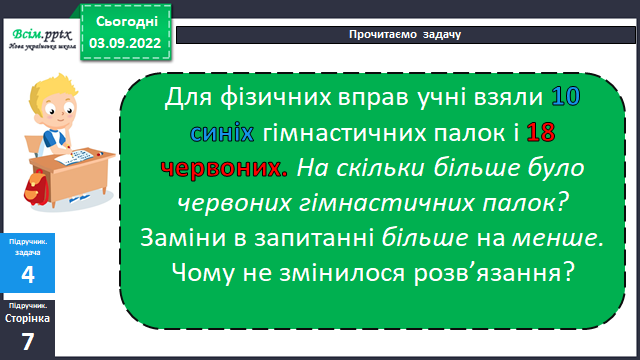 Всім.pptx
Нова українська школа
Сьогодні
03.09.2022
Прочитаємо задачу
Для фізичних вправ учні взяли 10
синіх гімнастичних палок і 18
червоних. На скільки більше було
червоних гімнастичних палок?
Заміни в запитанні більше на менше.
Чому не змінилося розв’язання?
Підручник.
задача
4
Підручник.
Сторінка
7